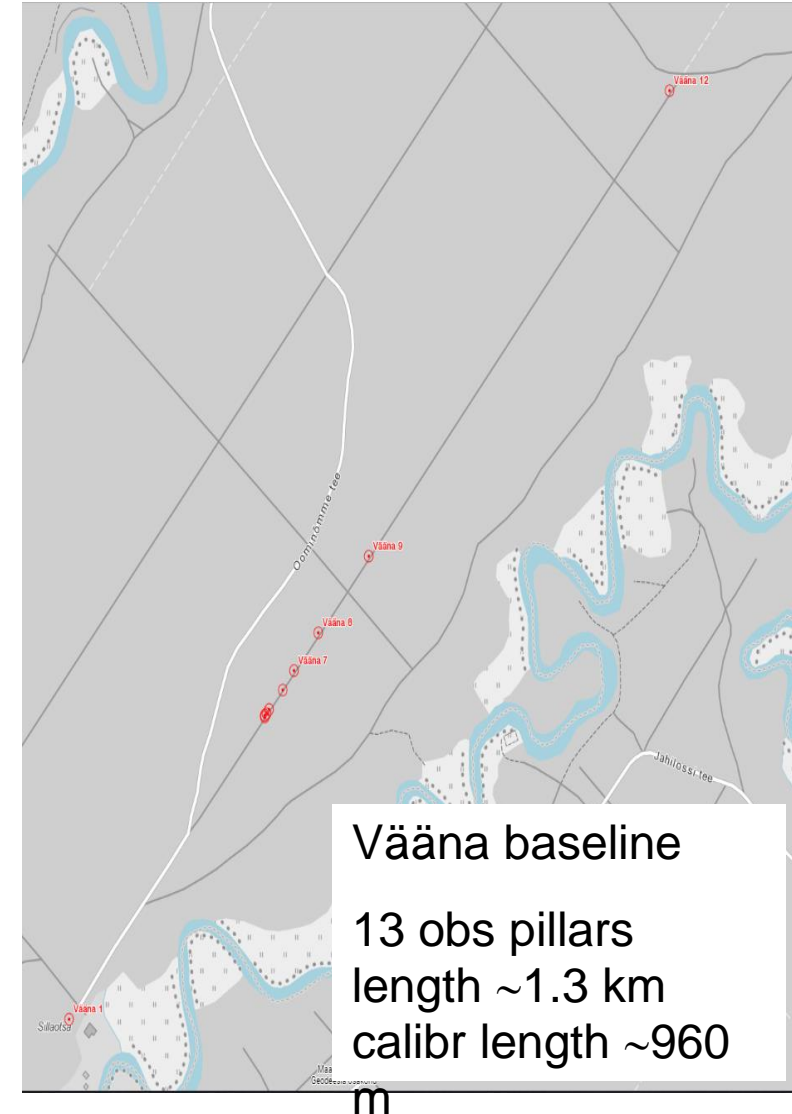 Vääna 12
Oominõmme tee
Vääna 9
Vääna 8
Vääna 7
Jahilossi tee
Vääna 1
Sillaotsa
Vääna baseline
13 obs pillars
length ~1.3 km
calibr length ~960
m